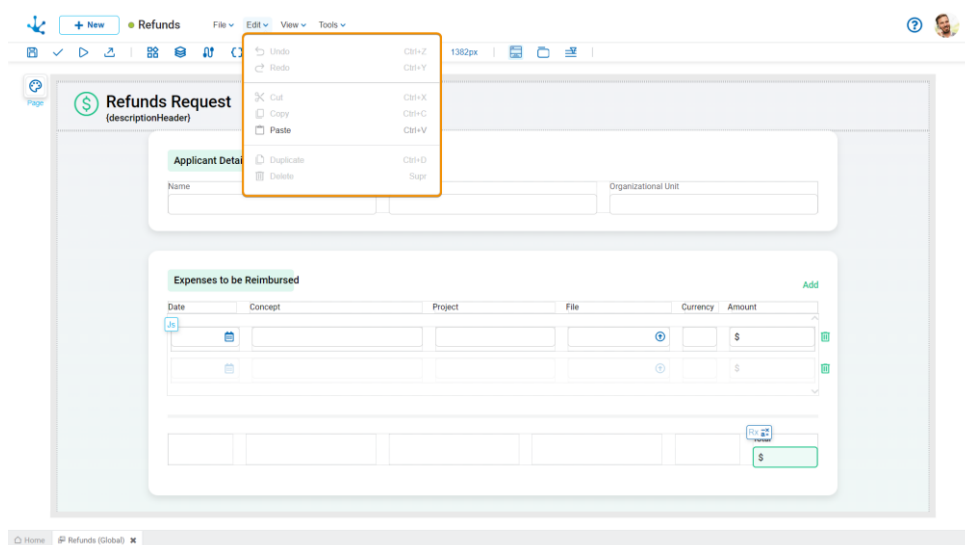 New
Refunds
File
Edit
View
Tools
?
1382px
Undo Ctrl+Z
Redo Ctrl+Y
Cut Ctrl+X
Copy Ctrl+C
Paste Ctrl+V
Duplicate Ctrl+D
Delete Supr
Page
$
Refunds Request
{descriptionHeader}
Applicant Detai
Name
Organizational Unit
Expenses to be Reimbursed
Add
Date Concept Project File Currency Amount
Js
$
$
Rx
$
Home
Refunds (Global)